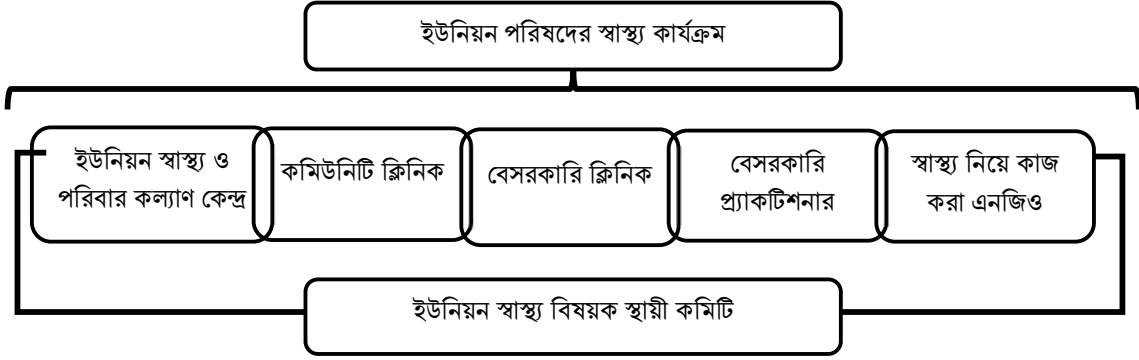 ইউনিয়ন পরিষদের স্বাস্থ্য কার্যক্রম
ইউনিয়ন স্বাস্থ্য ও
পরিবার কল্যাণ কেন্দ্র
কমিউনিটি ক্লিনিক
বেসরকারি ক্লিনিক
বেসরকারি
প্র্যাকটিশনার
স্বাস্থ্য নিয়ে কাজ
করা এনজিও
ইউনিয়ন স্বাস্থ্য বিষয়ক স্থায়ী কমিটি